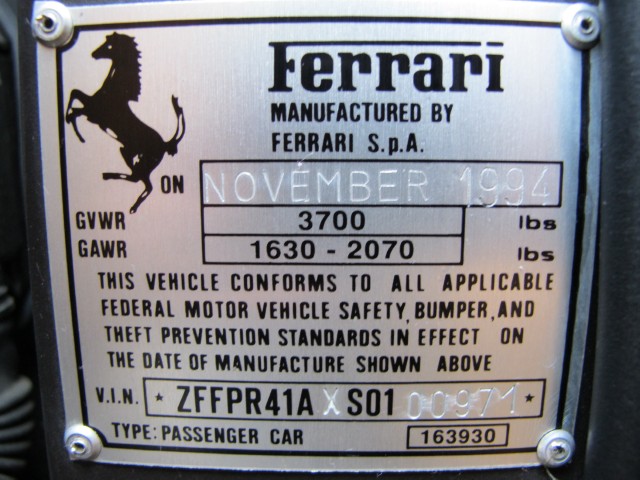 Ferrari
MANUFACTURED BY
FERRARI S.p.A.
ON NOVEMBER 1994
GVWR 3700 lbs
GAWR 1630 - 2070 lbs
THIS VEHICLE CONFORMS TO ALL APPLICABLE
FEDERAL MOTOR VEHICLE SAFETY, BUMPER, AND
THEFT PREVENTION STANDARDS IN EFFECT ON
THE DATE OF MANUFACTURE SHOWN ABOVE
V.I.N. * ZFFPR41A X S01 00971 *
TYPE: PASSENGER CAR 163930